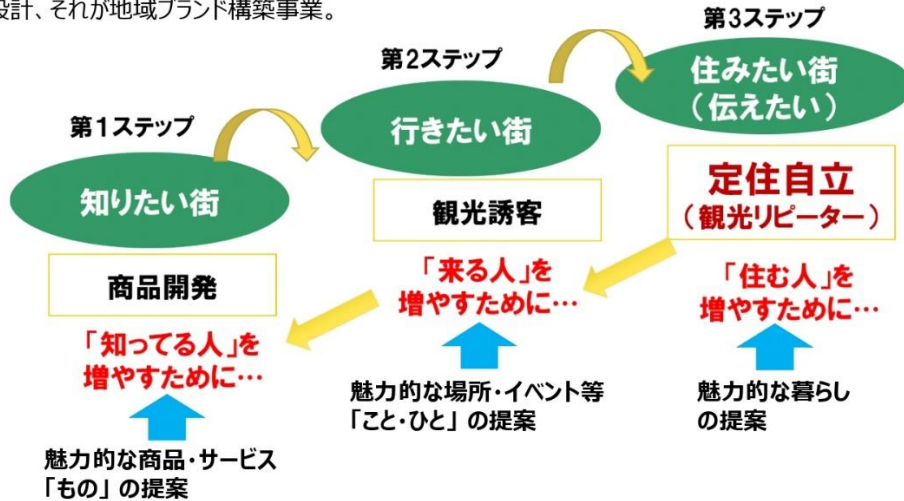 設計、それが地域ブランド構築事業。
第1ステップ
知りたい街
商品開発
「知ってる人」を
増やすために…
魅力的な商品・サービス
「もの」の提案
第2ステップ
行きたい街
観光誘客
「来る人」を
増やすために…
魅力的な場所・イベント等
「こと・ひと」の提案
第3ステップ
住みたい街
（伝えたい）
定住自立
（観光リピーター）
「住む人」を
増やすために…
魅力的な暮らし
の提案